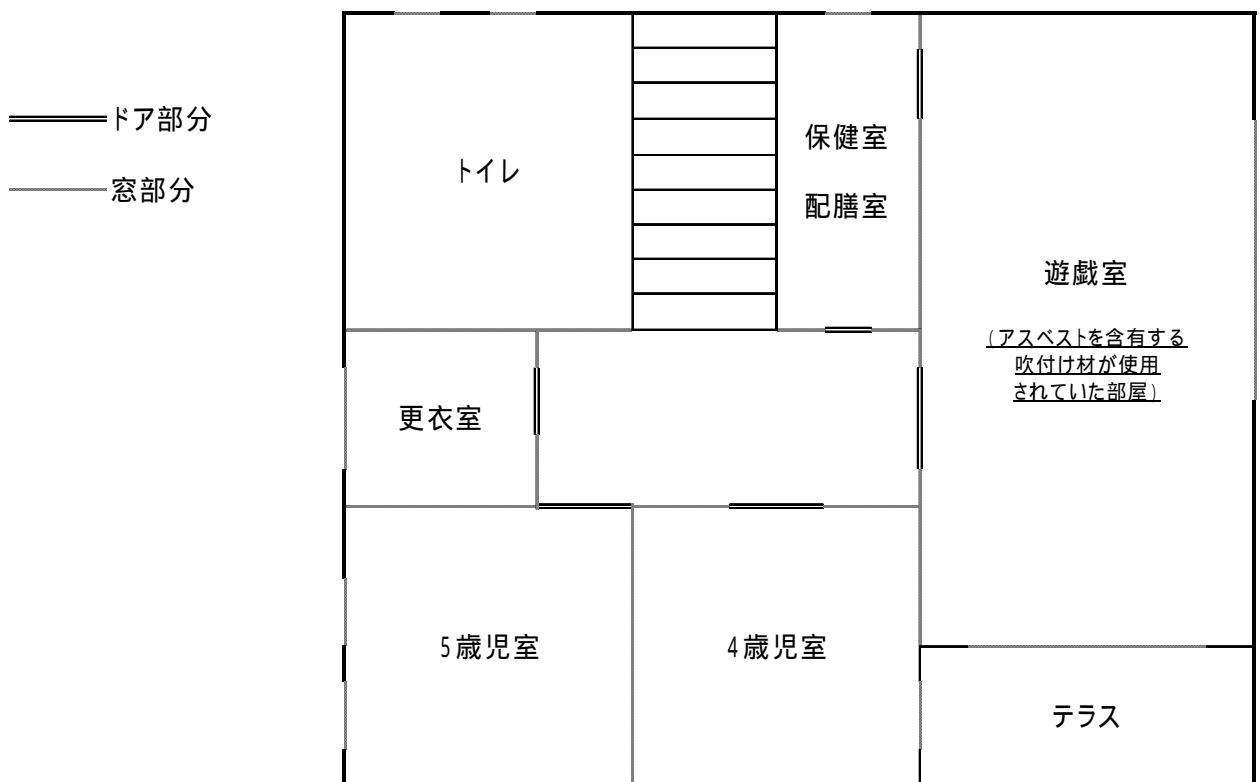 ドア部分
窓部分
トイレ
保健室
配膳室
遊戯室
(アスベストを含有する
吹付け材が使用
されていた部屋)
更衣室
5歳児室
4歳児室
テラス